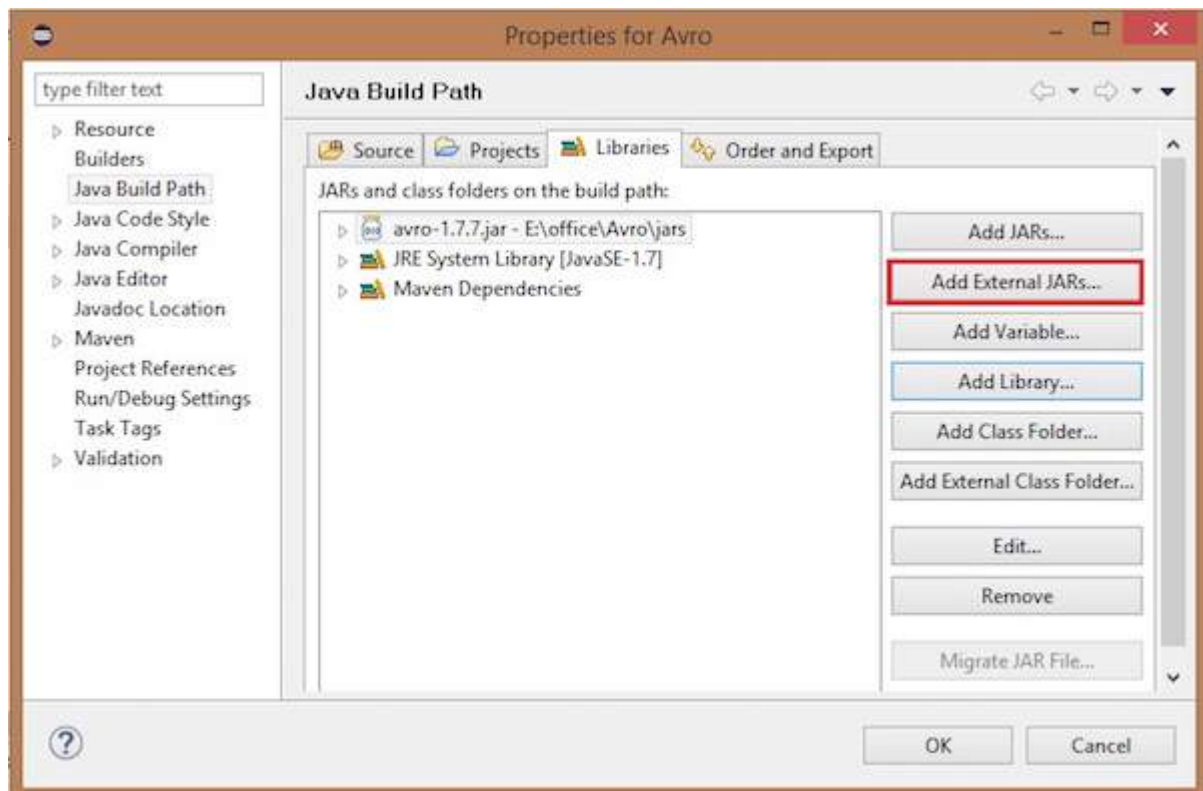 Properties for Avro
type filter text
Resource
Builders
Java Build Path
Java Code Style
Java Compiler
Java Editor
Javadoc Location
Maven
Project References
Run/Debug Settings
Task Tags
Validation
Java Build Path
Source Projects Libraries Order and Export
JARs and class folders on the build path:
avro-1.7.7.jar - E:\office\Avro\jars
JRE System Library [JavaSE-1.7]
Maven Dependencies
Add JARs...
Add External JARs...
Add Variable...
Add Library...
Add Class Folder...
Add External Class Folder...
Edit...
Remove
Migrate JAR File...
?
OK Cancel